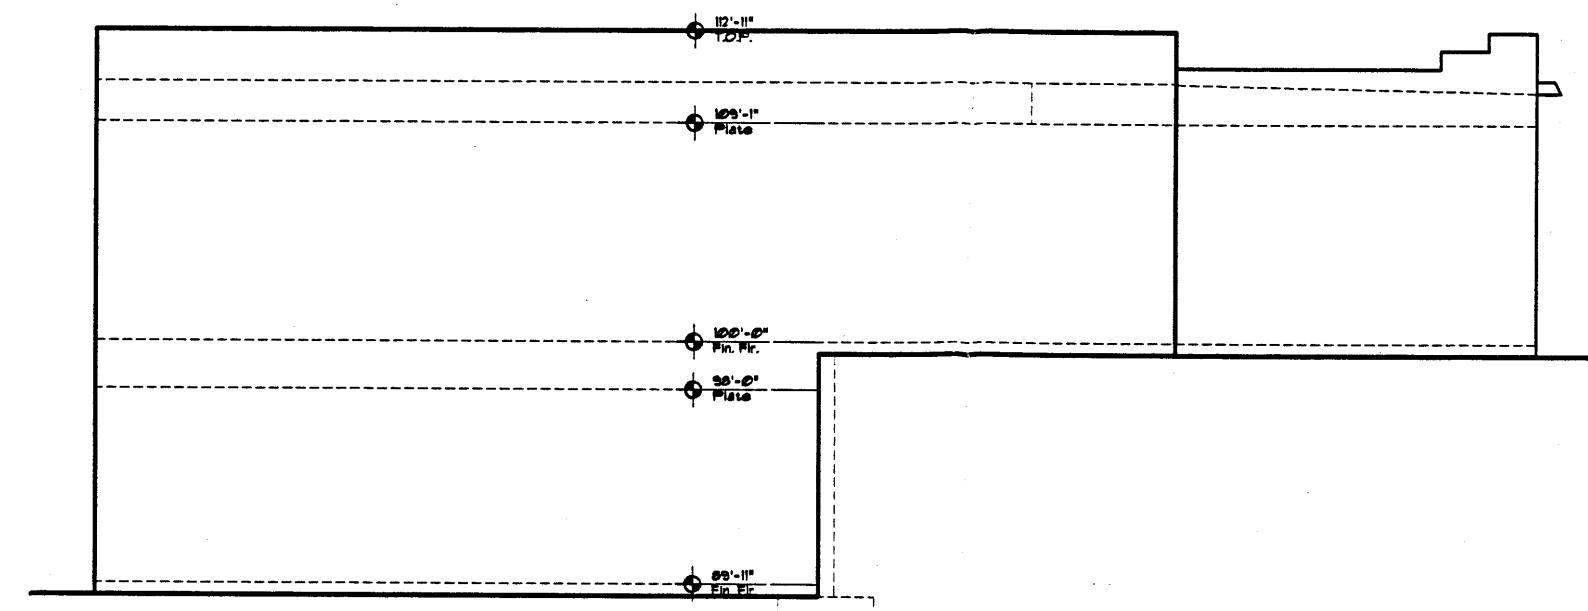 112'-11"
T.O.P.
109'-1"
Plate
100'-0"
Fin. Flr.
98'-0"
Plate
89'-11"
Fin. Flr.